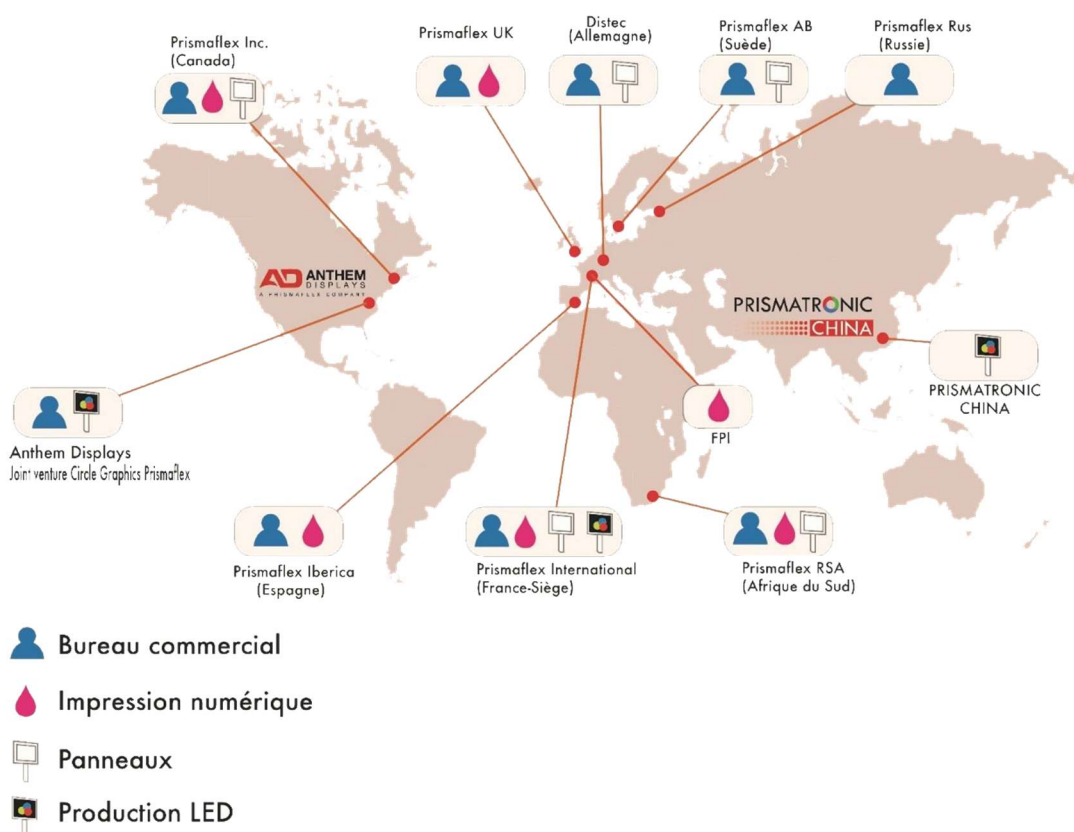 Prismaflex Inc.
(Canada)
Prismaflex UK
Distec
(Allemagne)
Prismaflex AB
(Suède)
Prismaflex Rus
(Russie)
AD ANTHEM
DISPLAYS
A PRISMAFLEX COMPANY
PRISMATRONIC
CHINA
PRISMATRONIC
CHINA
FPI
Anthem Displays
Joint venture Circle Graphics Prismaflex
Prismaflex Iberica
(Espagne)
Prismaflex International
(France-Siège)
Prismaflex RSA
(Afrique du Sud)
Bureau commercial
Impression numérique
Panneaux
Production LED